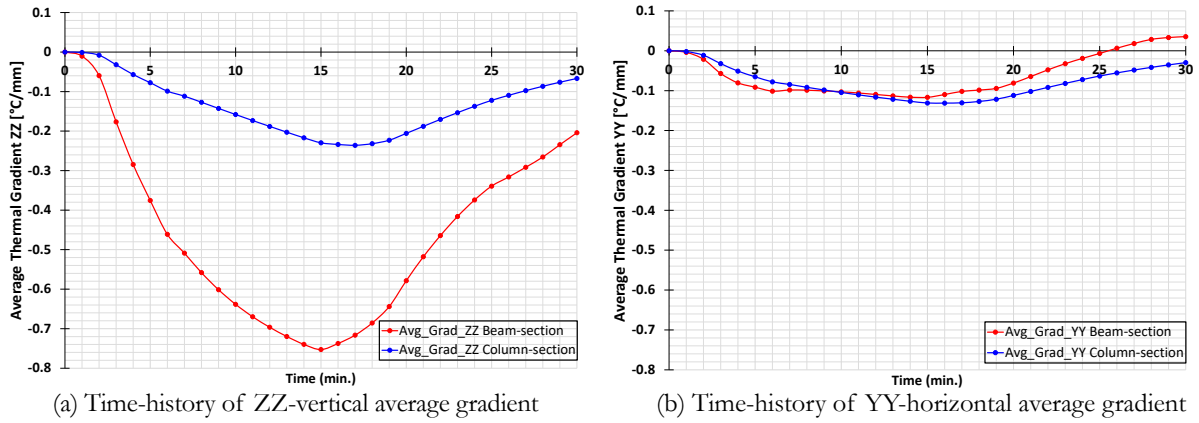 0.1
0
-0.1
-0.2
-0.3
-0.4
-0.5
-0.6
-0.7
-0.8
0 5 10 15 20 25 30
Average Thermal Gradient ZZ [°C/mm]
Time (min.)
Avg_Grad_ZZ Beam-section
Avg_Grad_ZZ Column-section
(a) Time-history of ZZ-vertical average gradient
0.1
0
-0.1
-0.2
-0.3
-0.4
-0.5
-0.6
-0.7
-0.8
0 5 10 15 20 25 30
Average Thermal Gradient YY [°C/mm]
Time (min.)
Avg_Grad_YY Beam-section
Avg_Grad_YY Column-section
(b) Time-history of YY-horizontal average gradient